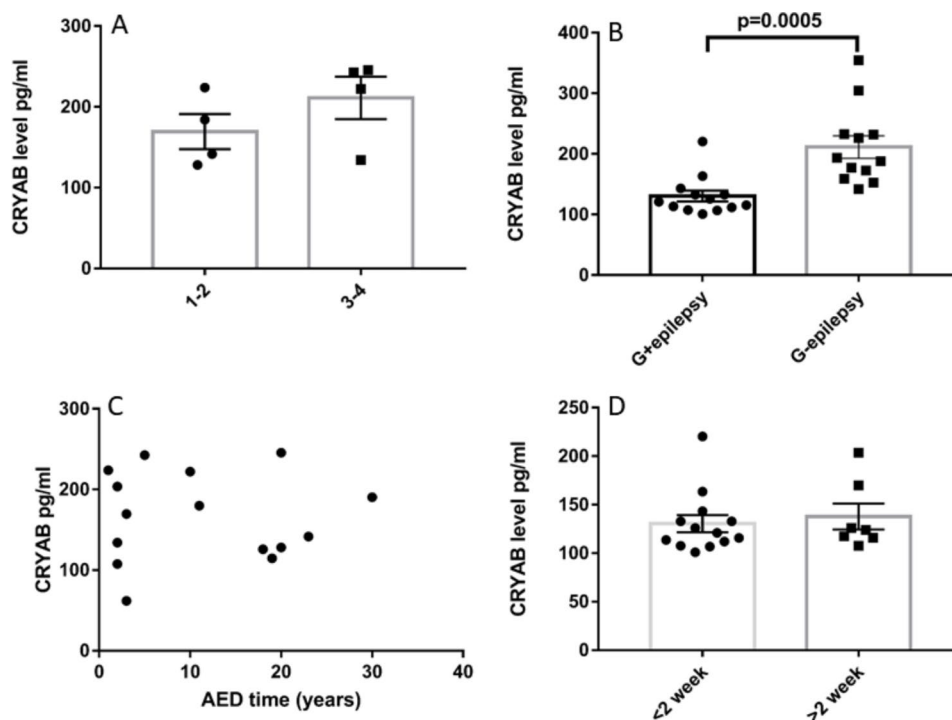 A
CRYAB level pg/ml
300
200
100
0
1-2
3-4
B
p=0.0005
CRYAB level pg/ml
400
300
200
100
0
G+epilepsy
G-epilepsy
C
CRYAB pg/ml
300
200
100
0
0 10 20 30 40
AED time (years)
D
CRYAB level pg/ml
250
200
150
100
50
0
<2 week
>2 week